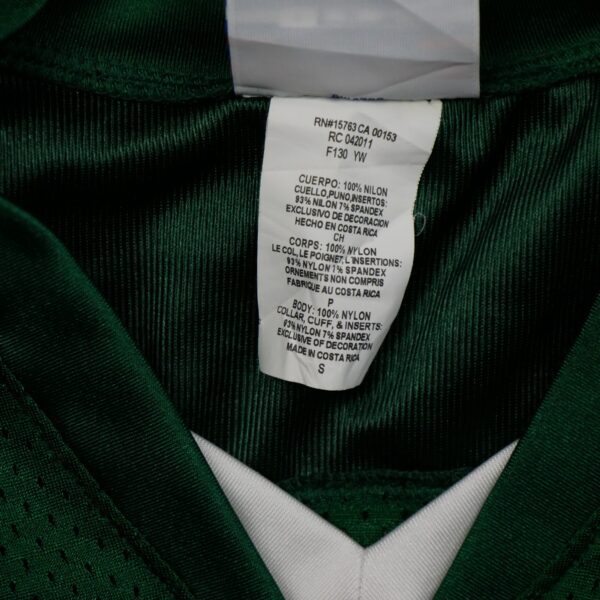 RN#15763 CA 00153
RC 042011
F130 YW
CUERPO: 100% NILON
CUELLO,PUNO,INSERTOS:
93% NILON 7% SPANDEX
EXCLUSIVO DE DECORACION
HECHO EN COSTA RICA
CH
CORPS: 100% NYLON
LE COL, LE POIGNET, L'INSERTIONS:
93% NYLON 7% SPANDEX
ORNEMENTS NON COMPRIS
FABRIQUE AU COSTA RICA
P
BODY: 100% NYLON
COLLAR, CUFF, & INSERTS:
93% NYLON 7% SPANDEX
EXCLUSIVE OF DECORATION
MADE IN COSTA RICA
S